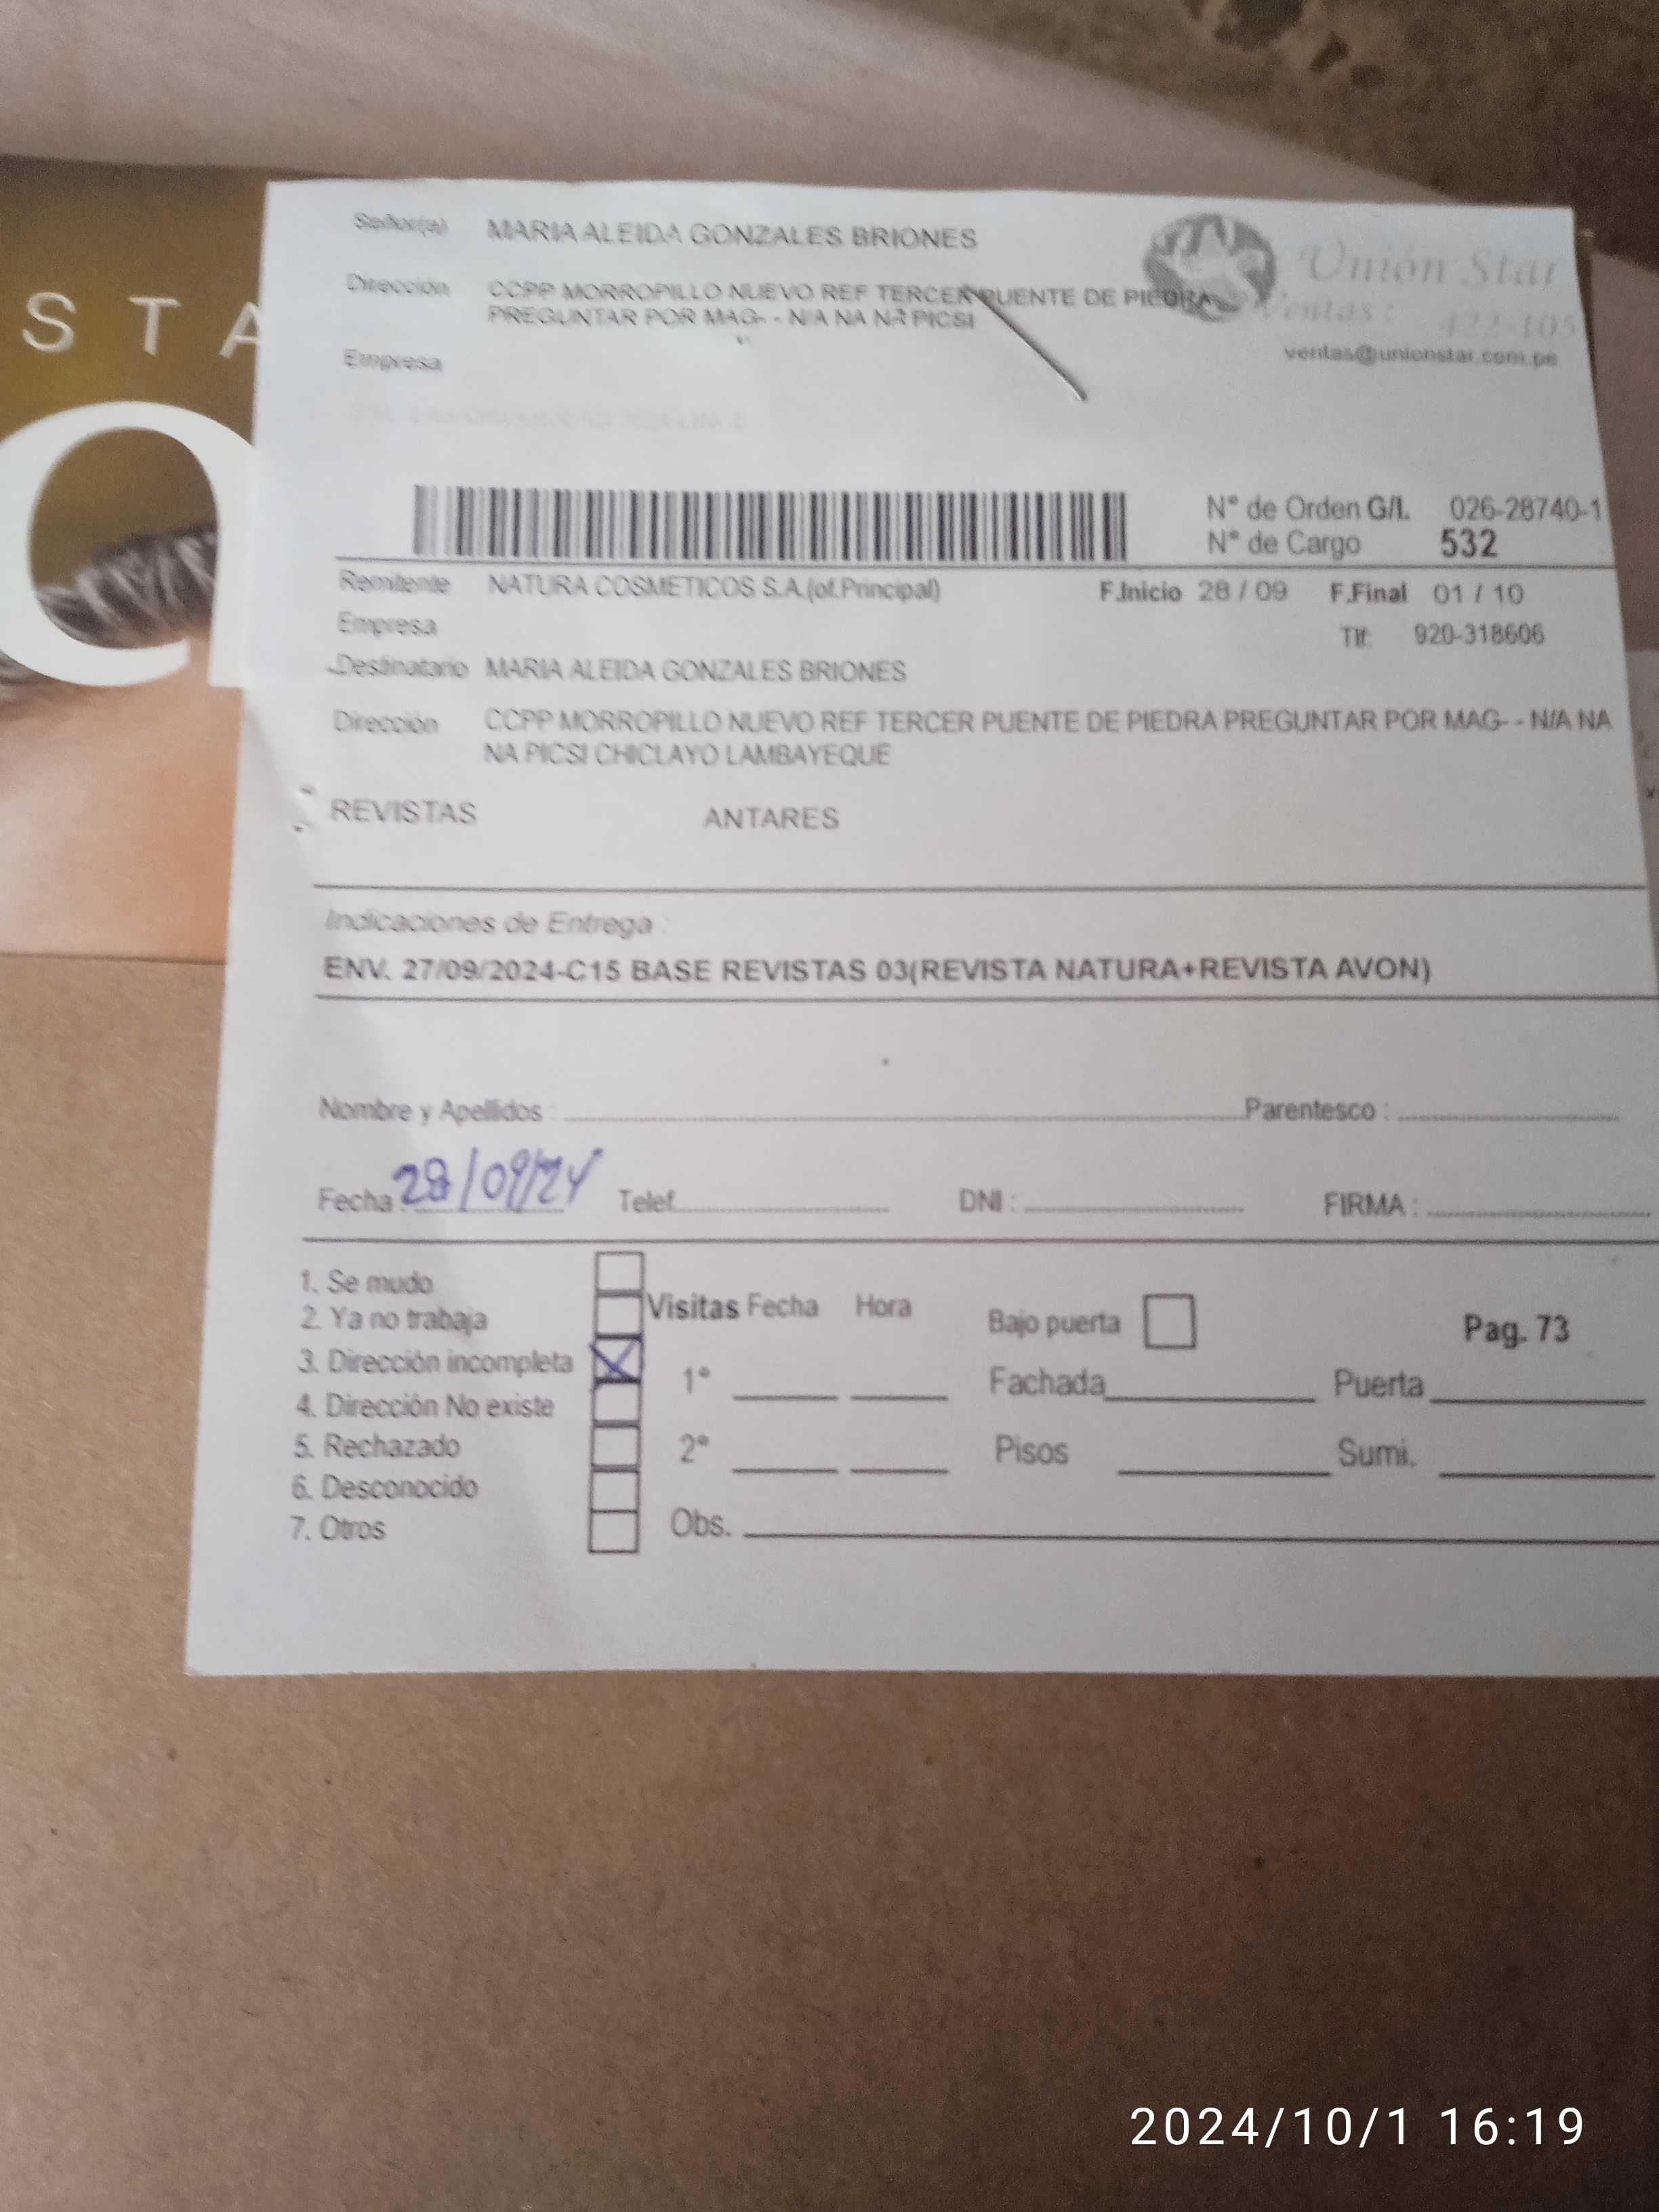 STA
Señor(a) MARIA ALEIDA GONZALES BRIONES
Unión Star
Dirección CCPP MORROPILLO NUEVO REF TERCER PUENTE DE PIEDRA
PREGUNTAR POR MAG- - N/A NA NA PICSI
Ventas: 422-105
ventas@unionstar.com.pe
Empresa
N° de Orden G/I. 026-28740-1
N° de Cargo 532
Remitente NATURA COSMETICOS S.A.(of.Principal) F.Inicio 28 / 09 F.Final 01 / 10
Empresa Tlf: 920-318606
Destinatario MARIA ALEIDA GONZALES BRIONES
Dirección CCPP MORROPILLO NUEVO REF TERCER PUENTE DE PIEDRA PREGUNTAR POR MAG- - N/A NA
NA PICSI CHICLAYO LAMBAYEQUE
REVISTAS ANTARES
Indicaciones de Entrega :
ENV. 27/09/2024-C15 BASE REVISTAS 03(REVISTA NATURA+REVISTA AVON)
Nombre y Apellidos : Parentesco :
Fecha : 28/09/24 Telef. DNI : FIRMA :
1. Se mudo
2. Ya no trabaja
3. Dirección incompleta X
4. Dirección No existe
5. Rechazado
6. Desconocido
7. Otros
Visitas Fecha Hora
1°
2°
Obs.
Bajo puerta
Pag. 73
Fachada Puerta
Pisos Sumi.
2024/10/1 16:19